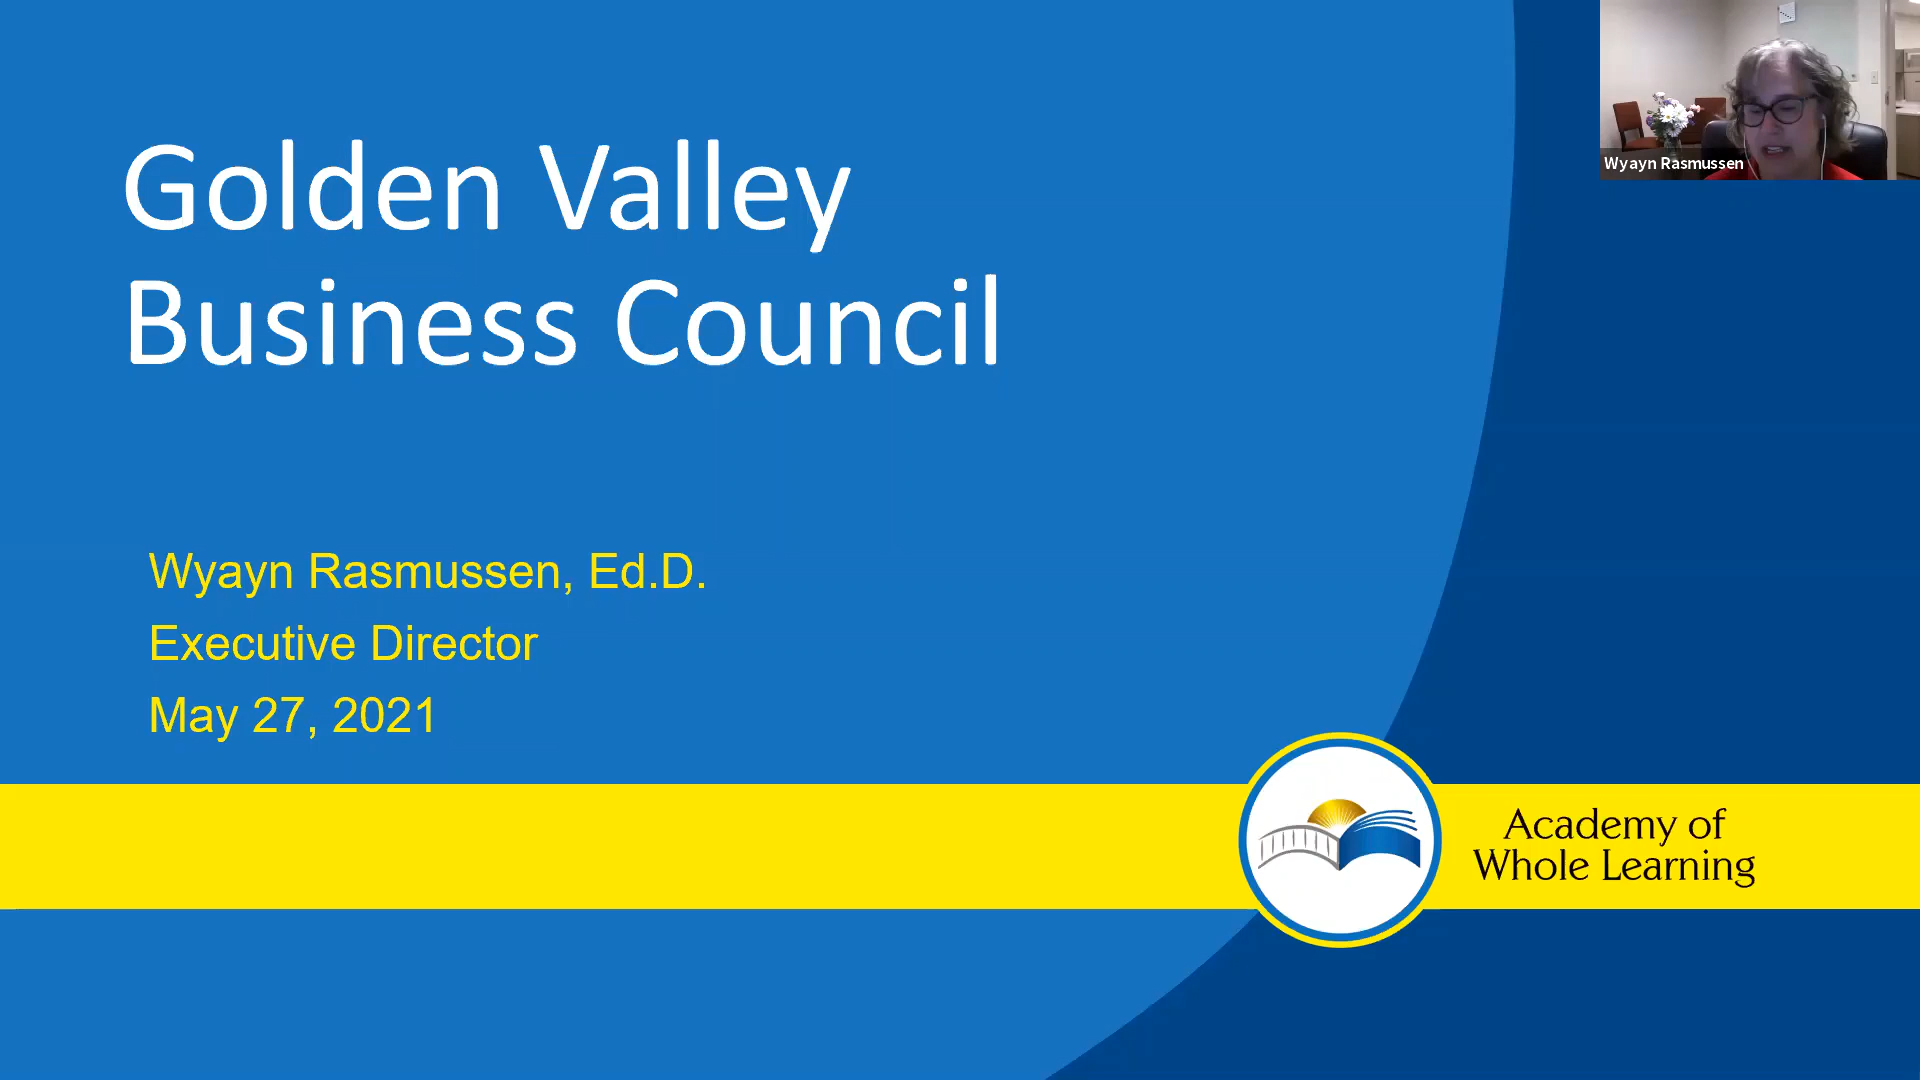 Golden Valley
Business Council
Wyayn Rasmussen, Ed.D.
Executive Director
May 27, 2021
Academy of
Whole Learning
Wyayn Rasmussen